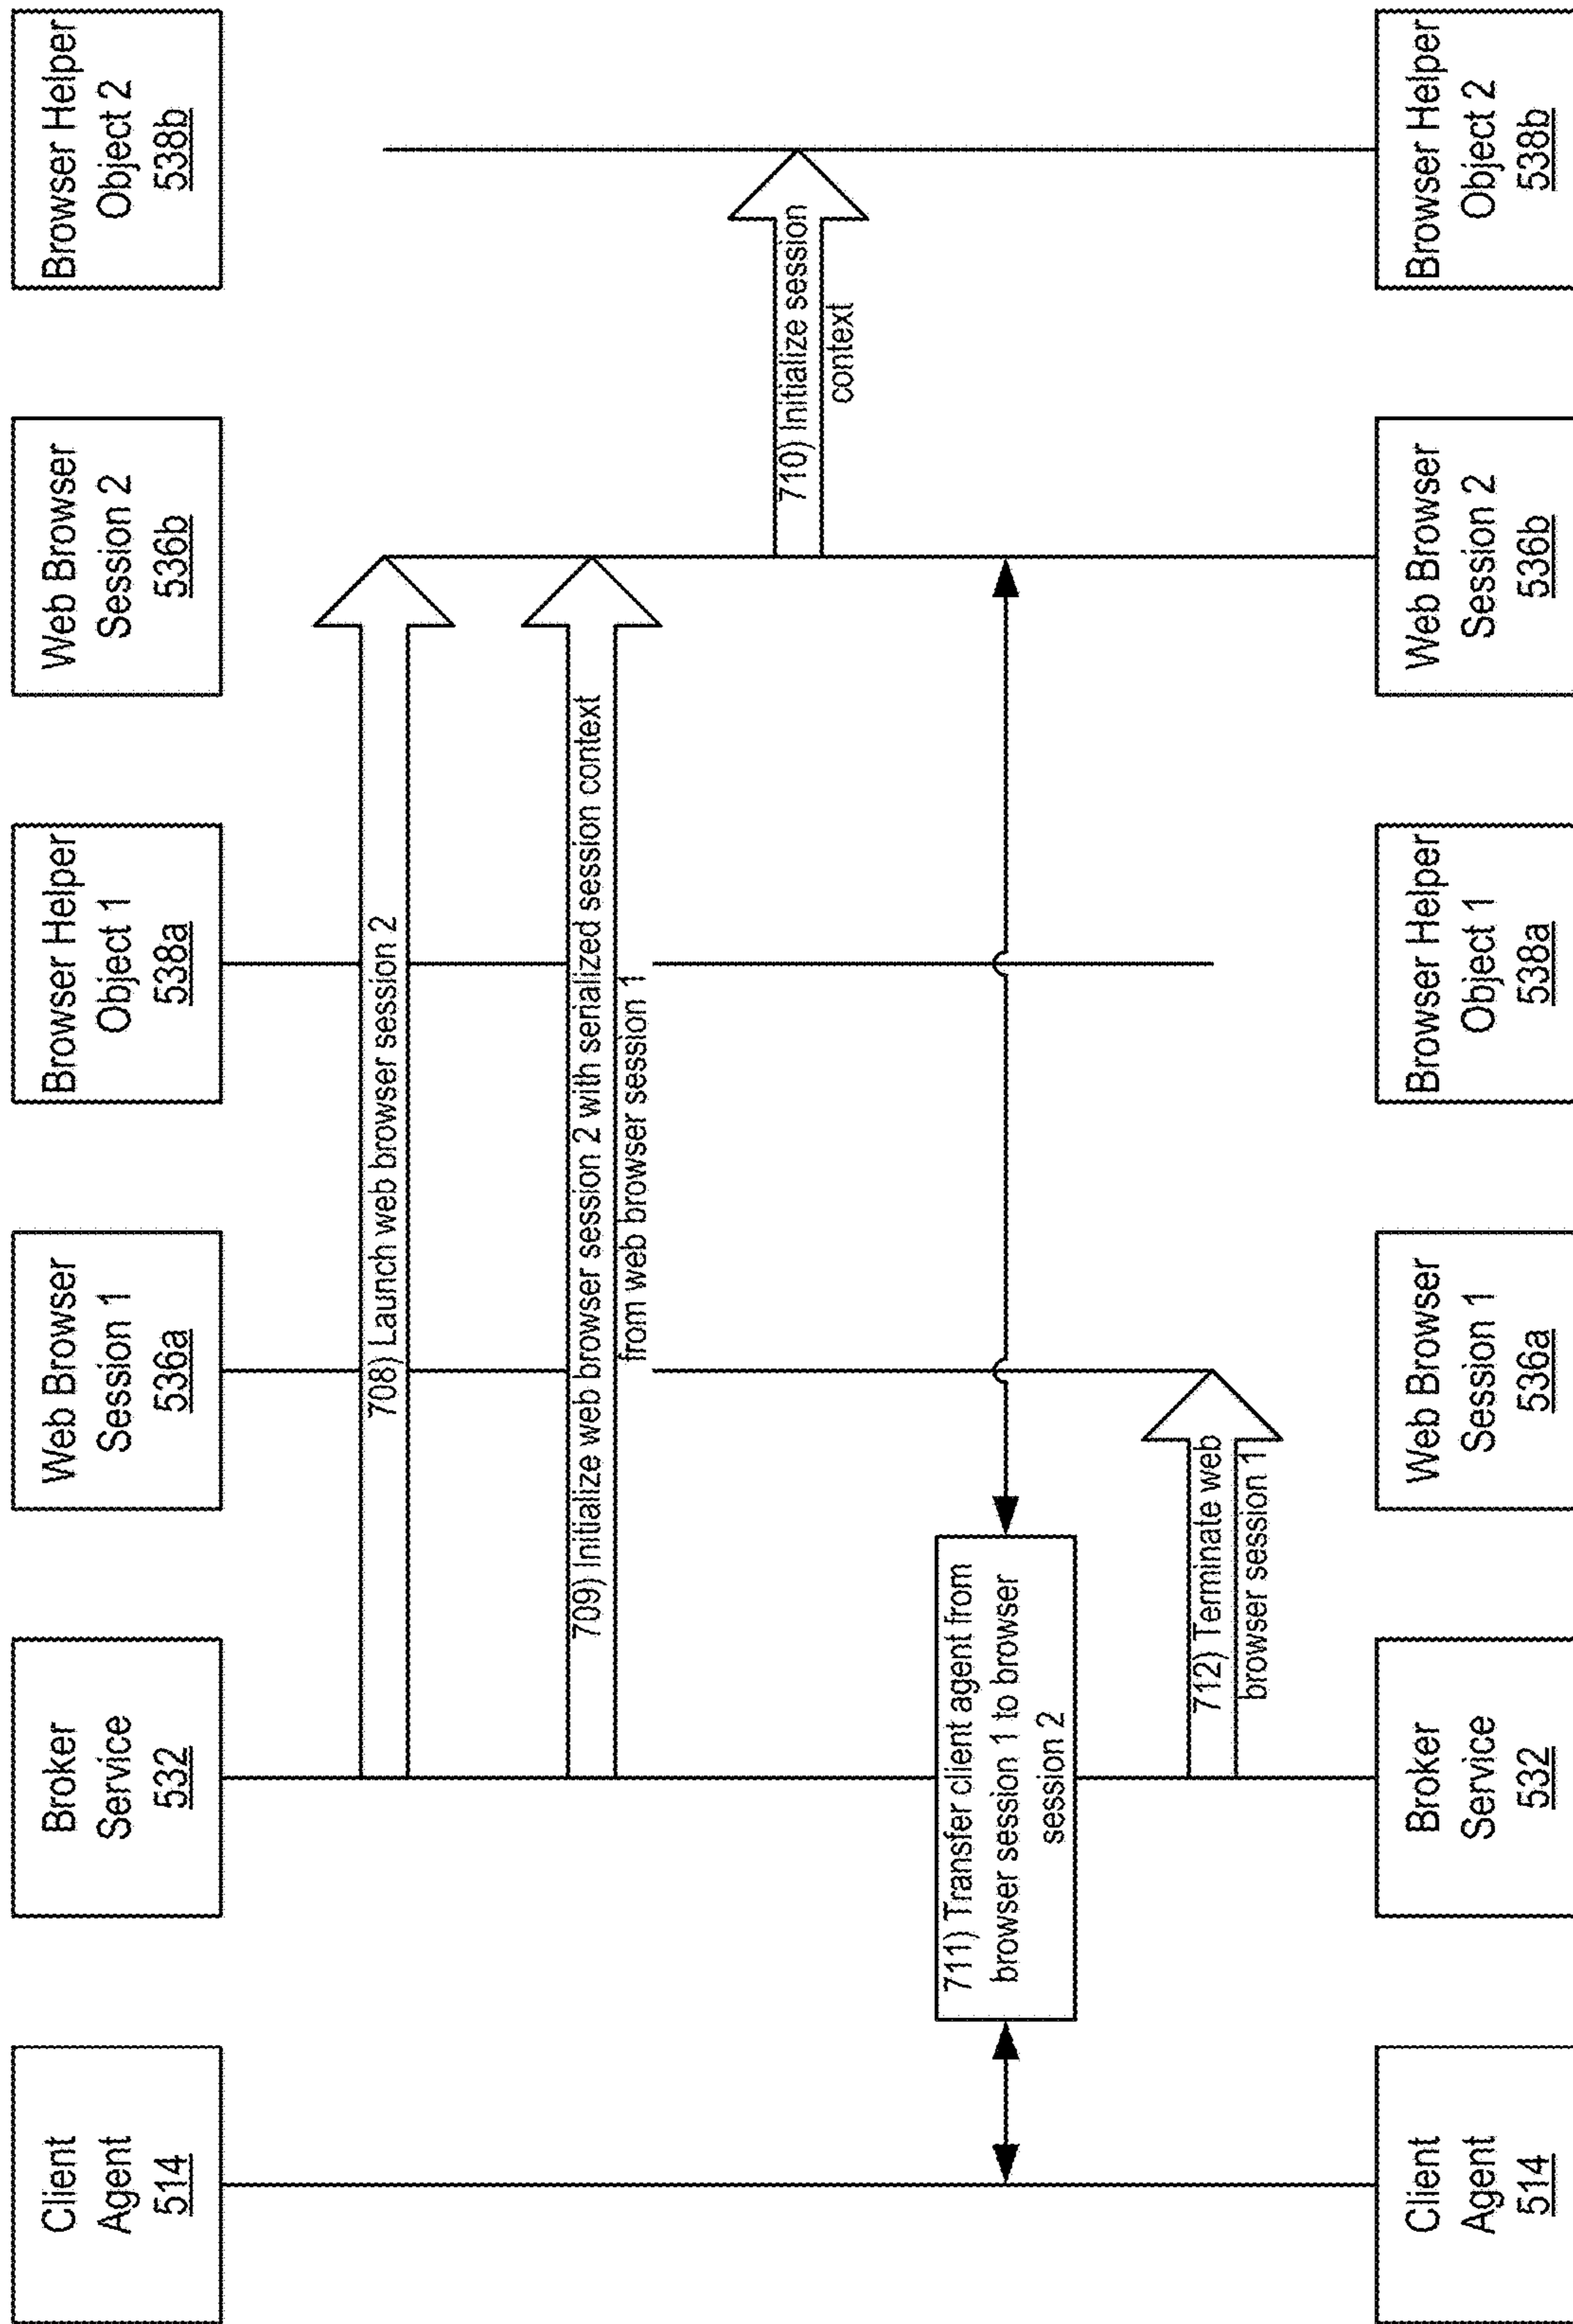 Client
Agent
514
Broker
Service
532
Web Browser
Session 1
536a
Browser Helper
Object 1
538a
Web Browser
Session 2
536b
Browser Helper
Object 2
538b
708) Launch web browser session 2
709) Initialize web browser session 2 with serialized session context
from web browser session 1
710) Initialize session
context
711) Transfer client agent from
browser session 1 to browser
session 2
712) Terminate web
browser session 1
Client
Agent
514
Broker
Service
532
Web Browser
Session 1
536a
Browser Helper
Object 1
538a
Web Browser
Session 2
536b
Browser Helper
Object 2
538b